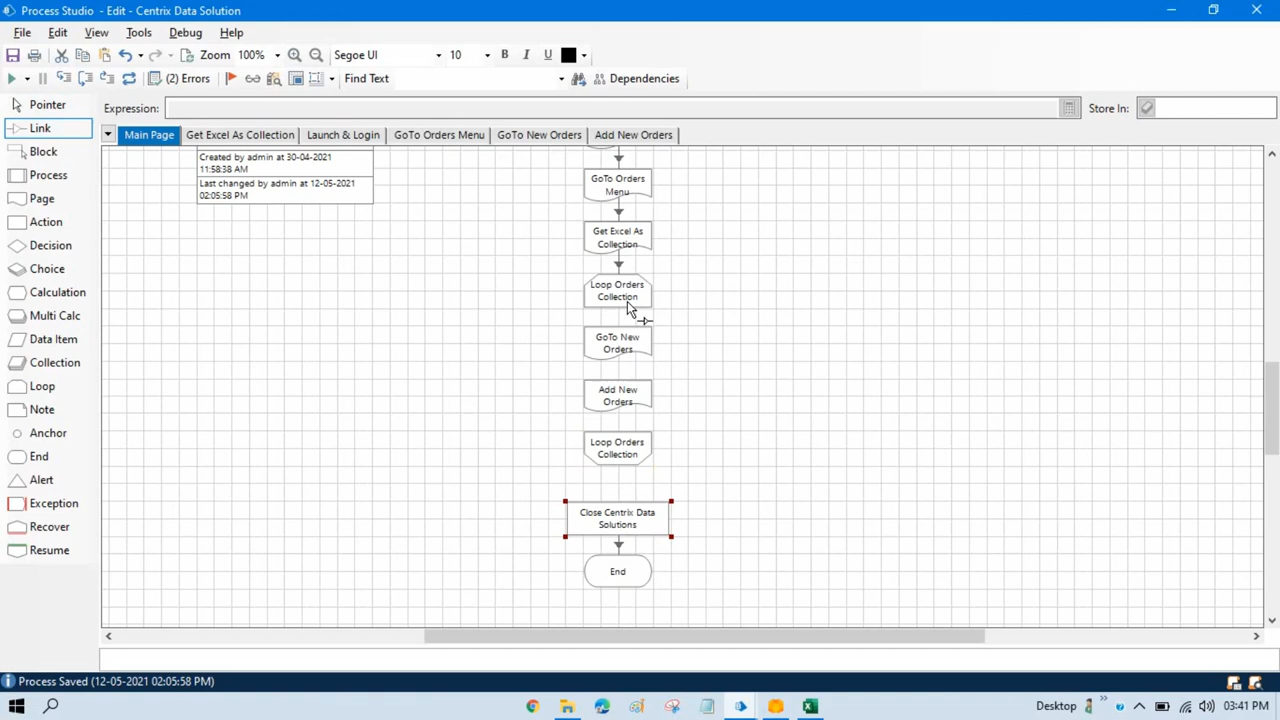 Process Studio - Edit - Centrix Data Solution
File Edit View Tools Debug Help
Zoom 100% Segoe UI 10 B I U
(2) Errors Find Text Dependencies
Expression: Store In:
Pointer
Link
Block
Process
Page
Action
Decision
Choice
Calculation
Multi Calc
Data Item
Collection
Loop
Note
Anchor
End
Alert
Exception
Recover
Resume
Main Page Get Excel As Collection Launch & Login GoTo Orders Menu GoTo New Orders Add New Orders
Created by admin at 30-04-2021
11:58:38 AM
Last changed by admin at 12-05-2021
02:05:58 PM
GoTo Orders
Menu
Get Excel As
Collection
Loop Orders
Collection
GoTo New
Orders
Add New
Orders
Loop Orders
Collection
Close Centrix Data
Solutions
End
Process Saved (12-05-2021 02:05:58 PM)
Desktop 03:41 PM